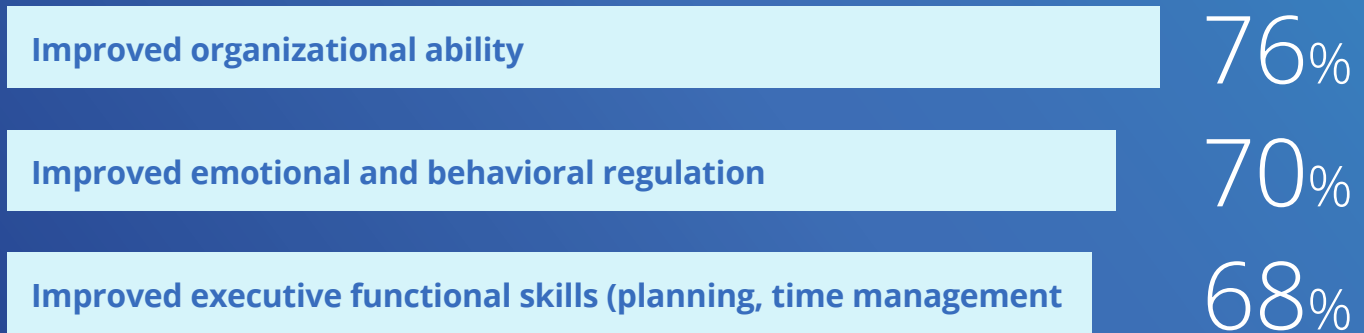 Improved organizational ability 76%
Improved emotional and behavioral regulation 70%
Improved executive functional skills (planning, time management 68%